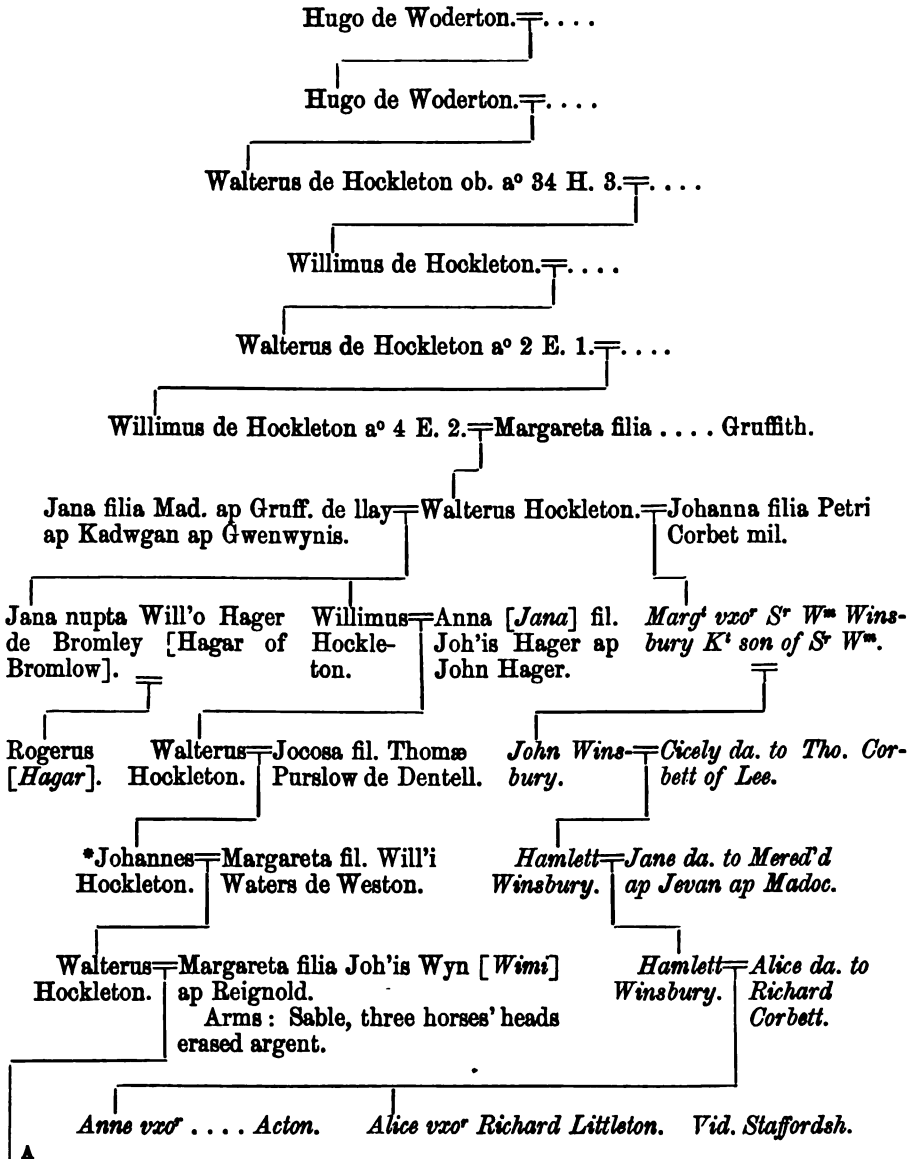 Hugo de Woderton.=. . . .
Hugo de Woderton.=. . . .
Walterus de Hockleton ob. aº 34 H. 3.=. . . .
Willimus de Hockleton.=. . . .
Walterus de Hockleton aº 2 E. 1.=. . . .
Willimus de Hockleton aº 4 E. 2.=Margareta filia . . . . Gruffith.
Jana filia Mad. ap Gruff. de llay=Walterus Hockleton.=Johanna filia Petri
ap Kadwgan ap Gwenwynis. Corbet mil.
Jana nupta Will'o Hager Willimus=Anna [Jana] fil. Margᵗ vxoʳ Sʳ Wᵐ Wins-
de Bromley [Hagar of Hockle- Joh'is Hager ap bury Kᵗ son of Sʳ Wᵐ.
Bromlow]. = ton. John Hager. =
Rogerus Walterus=Jocosa fil. Thomæ John Wins-=Cicely da. to Tho. Cor-
[Hagar]. Hockleton. Purslow de Dentell. bury. bett of Lee.
*Johannes=Margareta fil. Will'i Hamlett=Jane da. to Mered'd
Hockleton. Waters de Weston. Winsbury. ap Jevan ap Madoc.
Walterus=Margareta filia Joh'is Wyn [Wimi] Hamlett=Alice da. to
Hockleton. ap Reignold. Winsbury. Richard
Arms : Sable, three horses' heads Corbett.
erased argent.
Anne vxoʳ . . . . Acton. Alice vxoʳ Richard Littleton. Vid. Staffordsh.
A